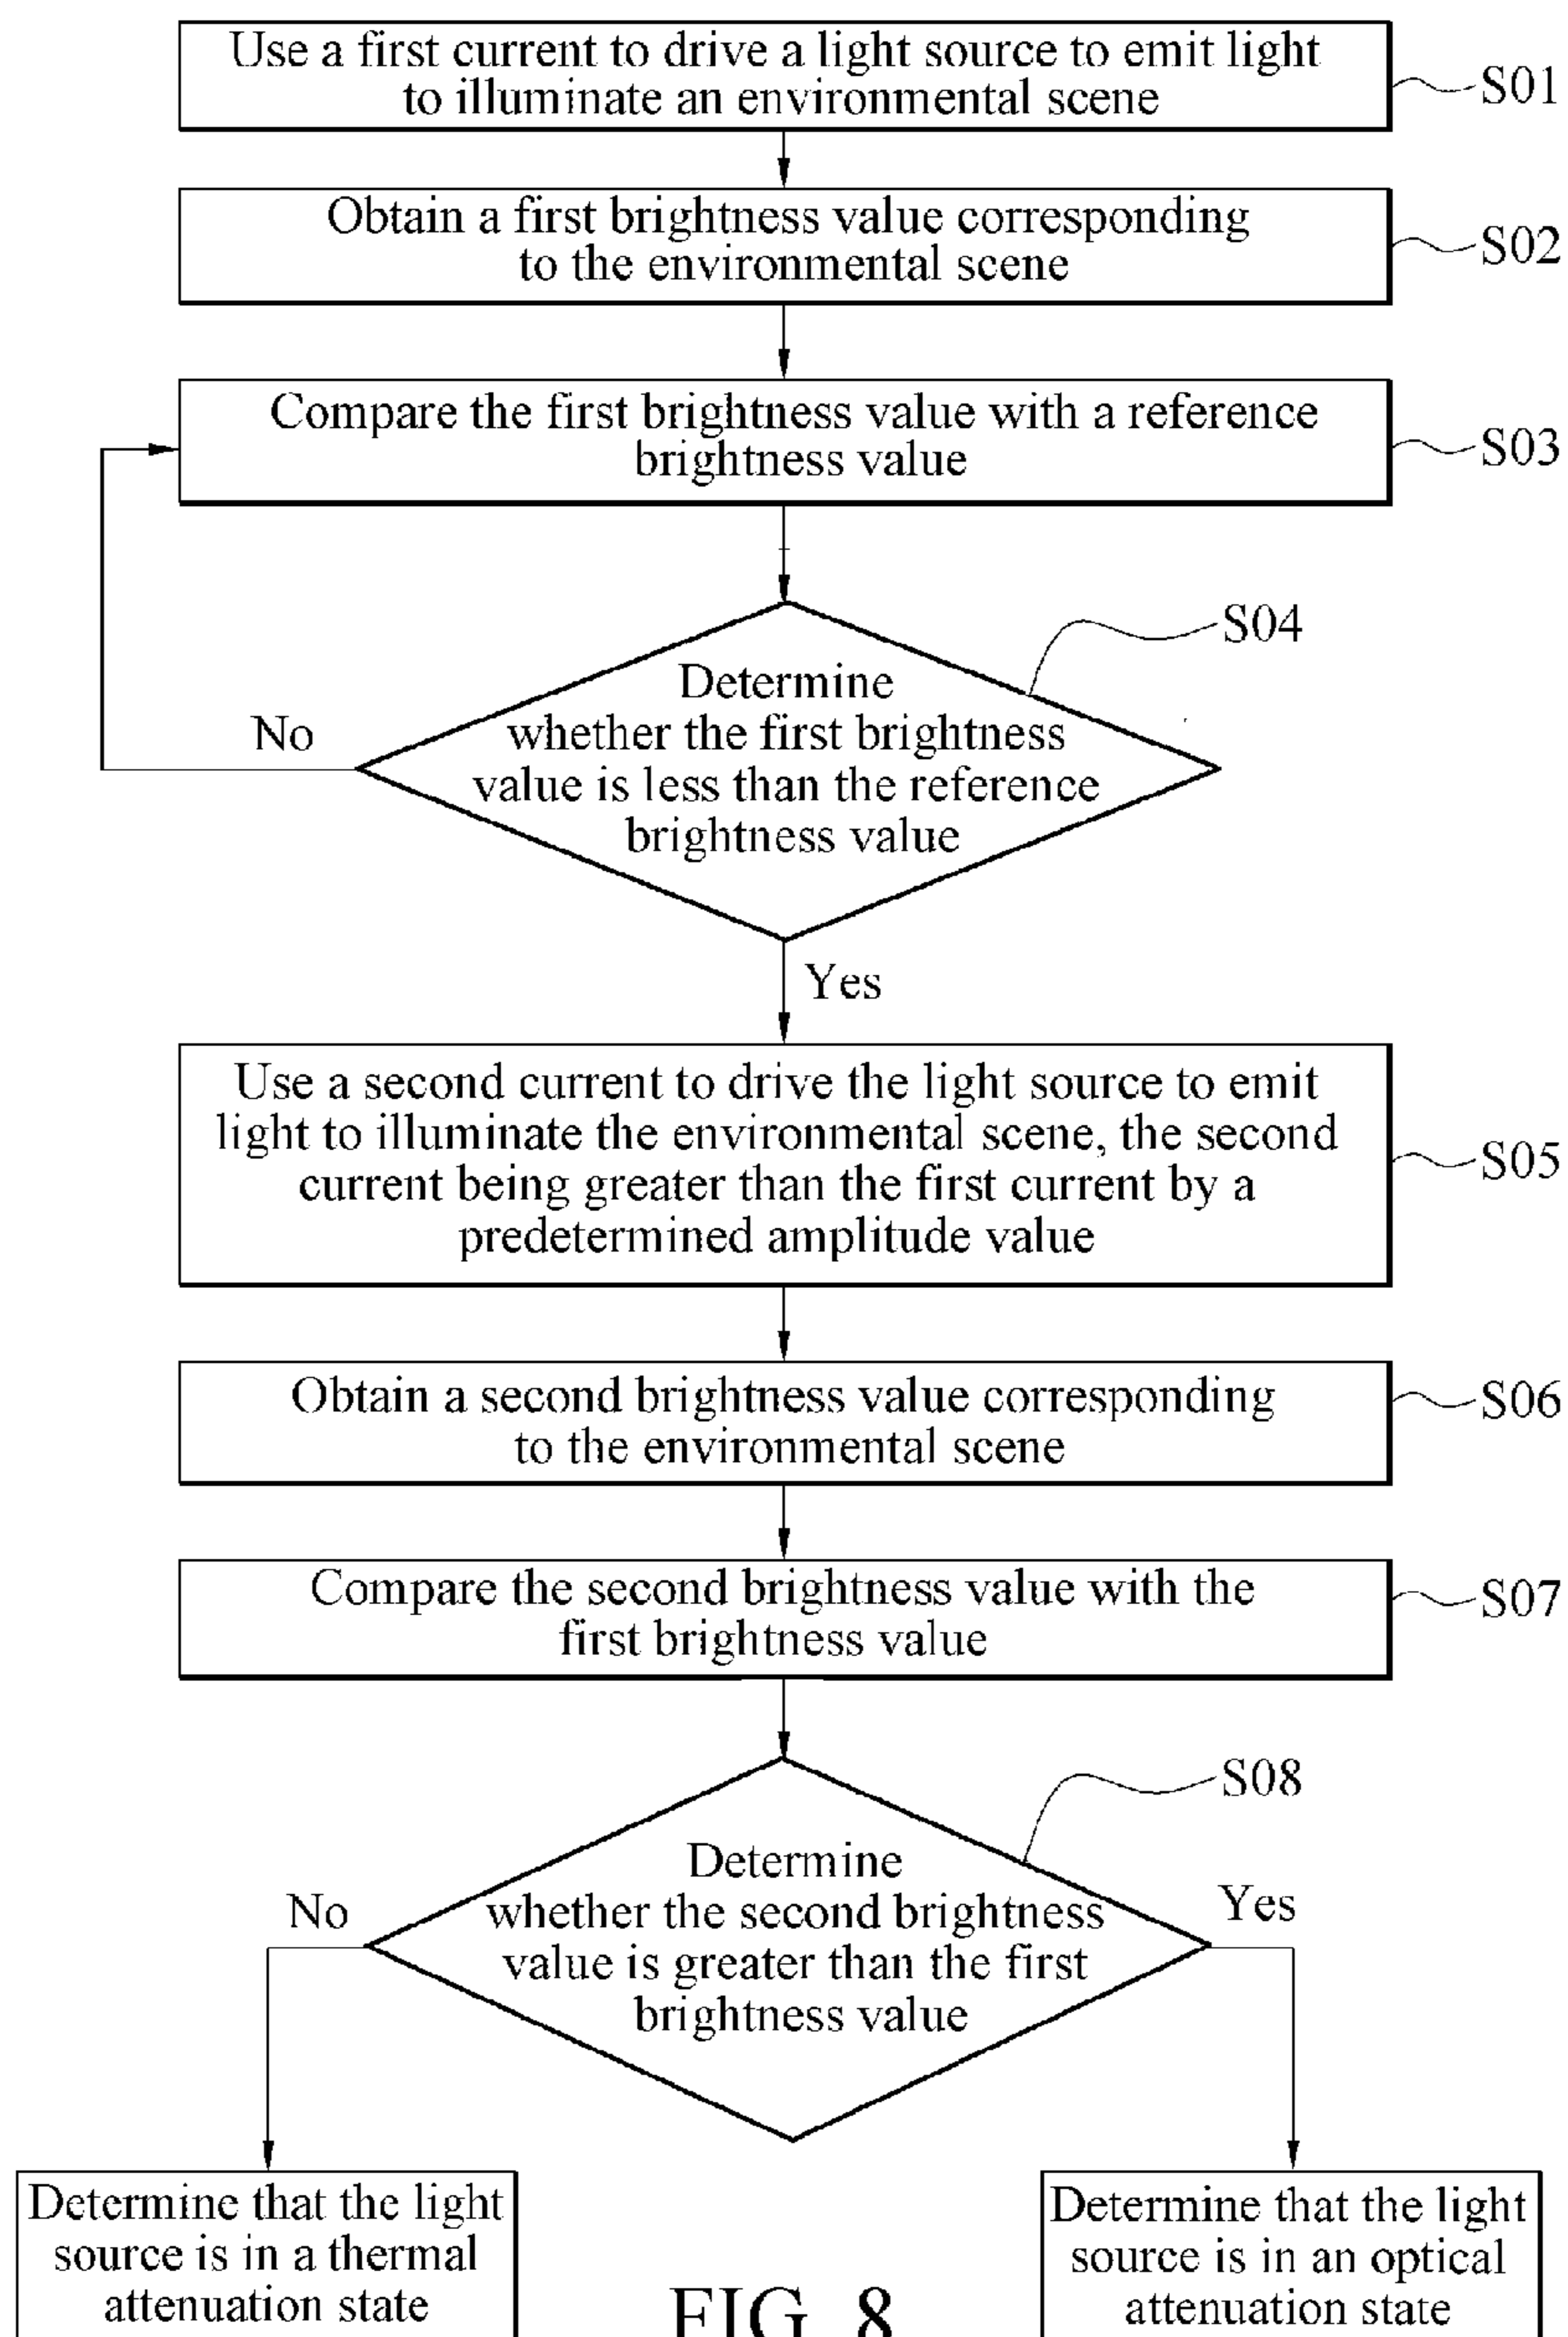 Use a first current to drive a light source to emit light
to illuminate an environmental scene
S01
Obtain a first brightness value corresponding
to the environmental scene
S02
Compare the first brightness value with a reference
brightness value
S03
S04
Determine
whether the first brightness
value is less than the reference
brightness value
No
Yes
Use a second current to drive the light source to emit
light to illuminate the environmental scene, the second
current being greater than the first current by a
predetermined amplitude value
S05
Obtain a second brightness value corresponding
to the environmental scene
S06
Compare the second brightness value with the
first brightness value
S07
S08
Determine
whether the second brightness
value is greater than the first
brightness value
No
Yes
Determine that the light
source is in a thermal
attenuation state
Determine that the light
source is in an optical
attenuation state
FIG. 8